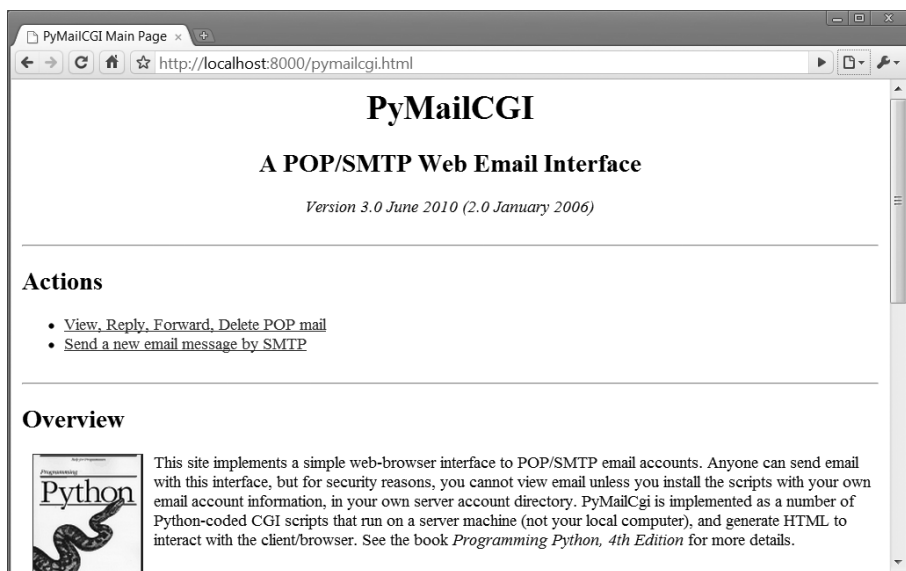 PyMailCGI Main Page
http://localhost:8000/pymailcgi.html
PyMailCGI
A POP/SMTP Web Email Interface
Version 3.0 June 2010 (2.0 January 2006)
Actions
• View, Reply, Forward, Delete POP mail
• Send a new email message by SMTP
Overview
Programming
Python
This site implements a simple web-browser interface to POP/SMTP email accounts. Anyone can send email
with this interface, but for security reasons, you cannot view email unless you install the scripts with your own
email account information, in your own server account directory. PyMailCgi is implemented as a number of
Python-coded CGI scripts that run on a server machine (not your local computer), and generate HTML to
interact with the client/browser. See the book Programming Python, 4th Edition for more details.